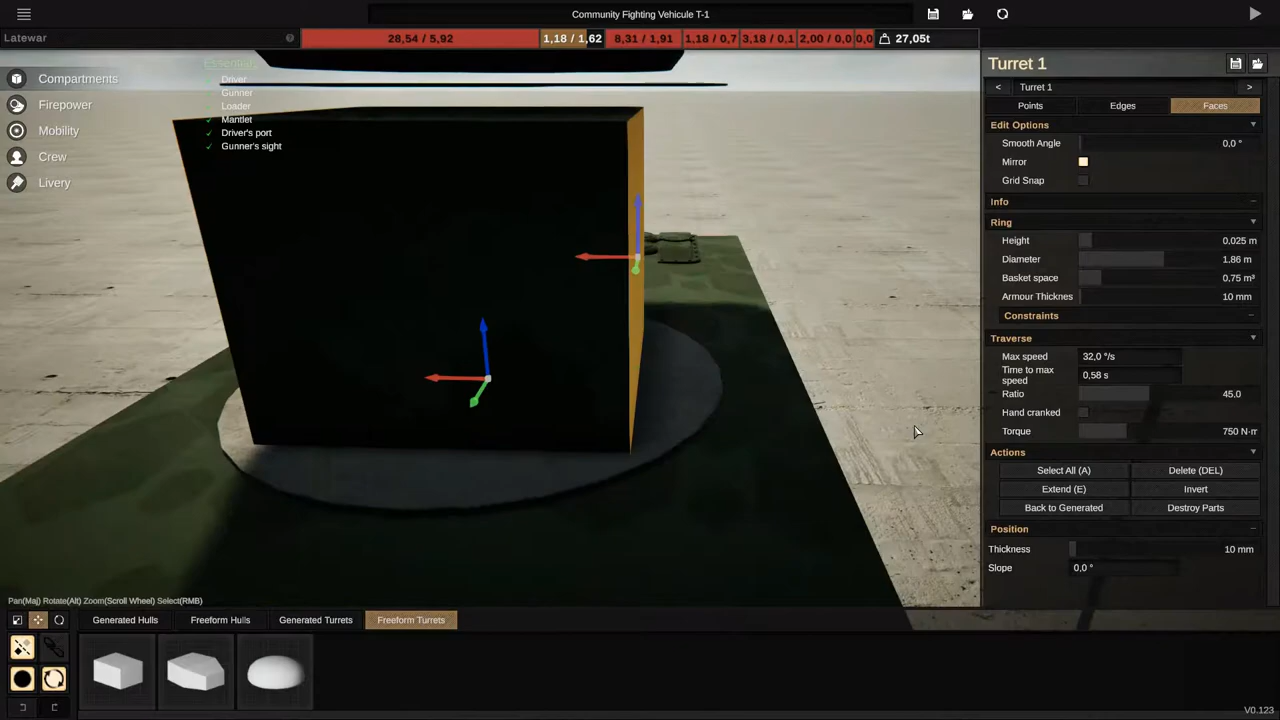 Community Fighting Vehicule T-1
Latewar
28,54 / 5,92
1,18 / 1,62
8,31 / 1,91
1,18 / 0,7
3,18 / 0,1
2,00 / 0,0
0,0
27,05t
Compartments
Firepower
Mobility
Crew
Livery
Essential
Driver
Gunner
Loader
Mantlet
Driver's port
Gunner's sight
Turret 1
< Turret 1 >
Points Edges Faces
Edit Options
Smooth Angle 0.0 °
Mirror
Grid Snap
Info
Ring
Height 0.025 m
Diameter 1.86 m
Basket space 0.75 m³
Armour Thicknes 10 mm
Constraints
Traverse
Max speed 32,0 °/s
Time to max speed 0,58 s
Ratio 45.0
Hand cranked
Torque 750 N·m
Actions
Select All (A) Delete (DEL)
Extend (E) Invert
Back to Generated Destroy Parts
Position
Thickness 10 mm
Slope 0,0 °
Pan(Maj) Rotate(Alt) Zoom(Scroll Wheel) Select(RMB)
Generated Hulls Freeform Hulls Generated Turrets Freeform Turrets
V0.123